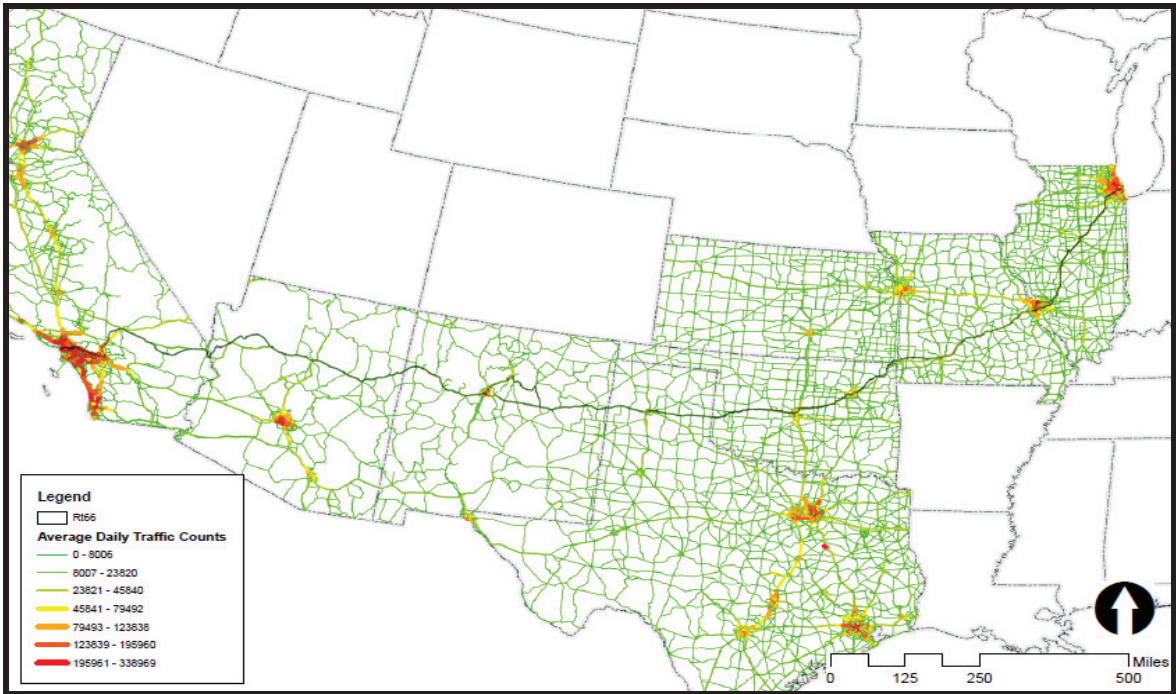 Legend
Rt66
Average Daily Traffic Counts
0 - 8006
8007 - 23820
23821 - 45840
45841 - 79492
79493 - 123838
123839 - 195960
195961 - 338969
Miles
0 125 250 500